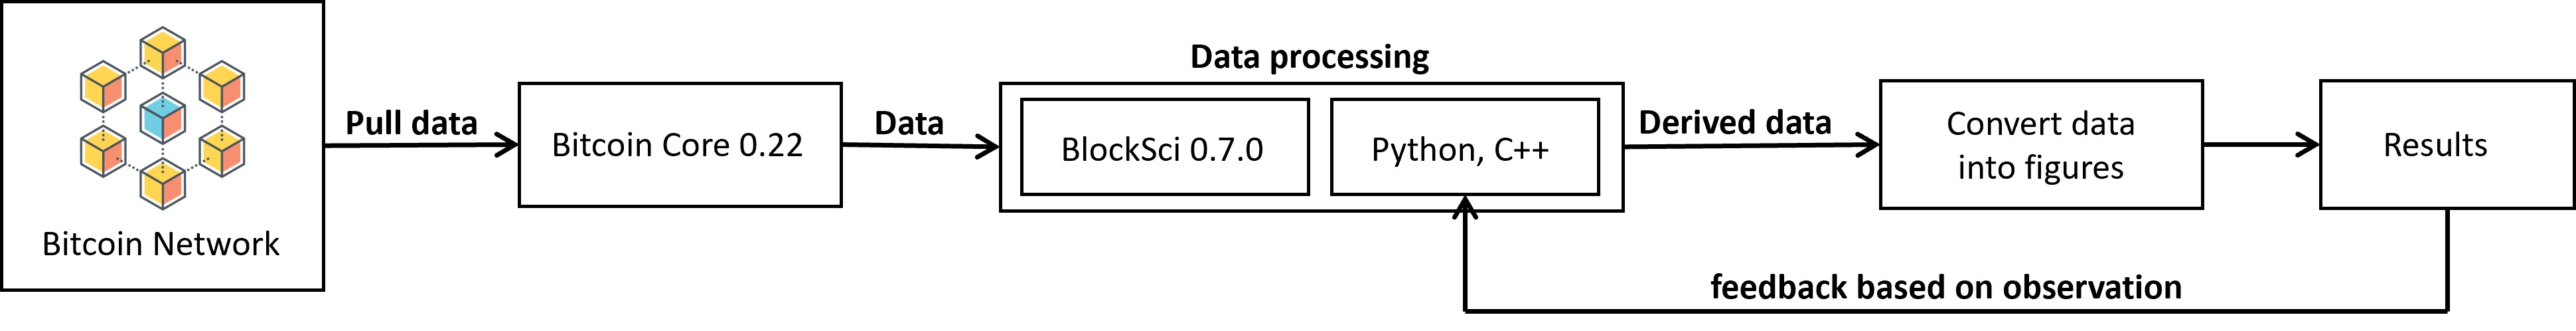 Bitcoin Network
Pull data
Bitcoin Core 0.22
Data
Data processing
BlockSci 0.7.0
Python, C++
Derived data
Convert data
into figures
Results
feedback based on observation